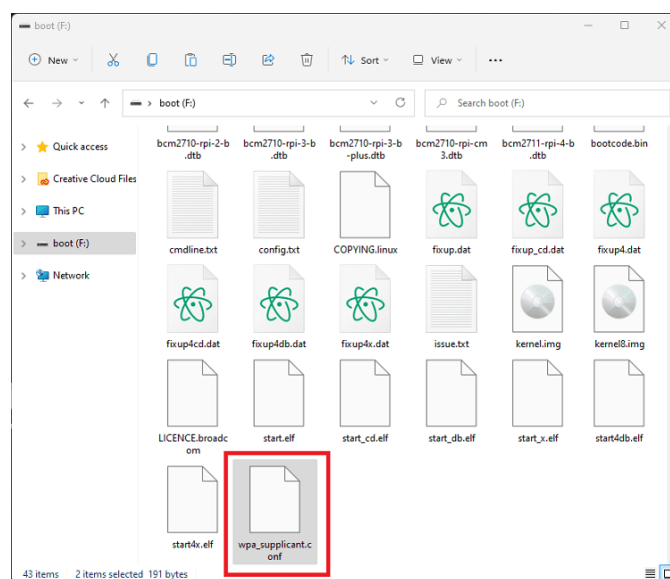 boot (F:)
New
Sort
View
boot (F:)
Search boot (F:)
Quick access
Creative Cloud Files
This PC
boot (F:)
Network
bcm2710-rpi-2-b
.dtb
bcm2710-rpi-3-b
.dtb
bcm2710-rpi-3-b
-plus.dtb
bcm2710-rpi-cm
3.dtb
bcm2711-rpi-4-b
.dtb
bootcode.bin
cmdline.txt
config.txt
COPYING.linux
fixup.dat
fixup_cd.dat
fixup4.dat
fixup4cd.dat
fixup4db.dat
fixup4x.dat
issue.txt
kernel.img
kernel8.img
LICENCE.broadc
om
start.elf
start_cd.elf
start_db.elf
start_x.elf
start4db.elf
start4x.elf
wpa_supplicant.c
onf
43 items
2 items selected 191 bytes